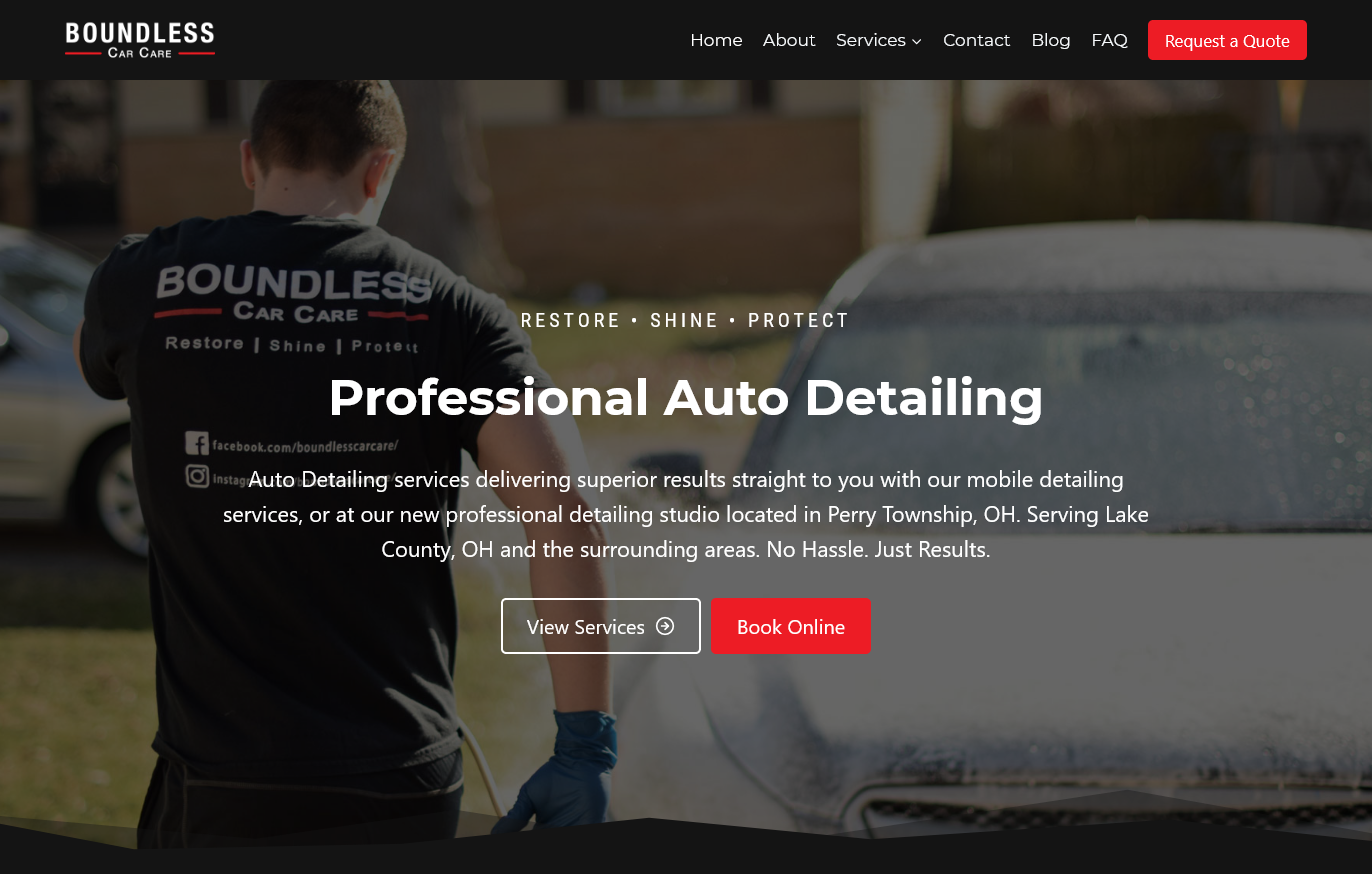 BOUNDLESS
CAR CARE
Home About Services Contact Blog FAQ Request a Quote
BOUNDLESS
CAR CARE
Restore | Shine | Protect
facebook.com/boundlesscarcare/
RESTORE • SHINE • PROTECT
Professional Auto Detailing
Auto Detailing services delivering superior results straight to you with our mobile detailing
services, or at our new professional detailing studio located in Perry Township, OH. Serving Lake
County, OH and the surrounding areas. No Hassle. Just Results.
View Services
Book Online